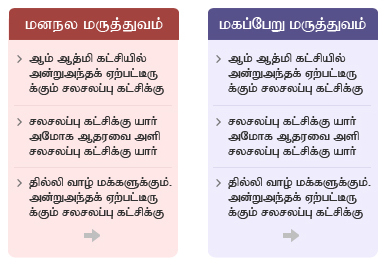 மனநல மருத்துவம்
ஆம் ஆத்மி கட்சியில்
அன்றுஅந்தக் ஏற்பட்டிரு
க்கும் சலசலப்பு கட்சிக்கு
சலசலப்பு கட்சிக்கு யார்
அமோக ஆதரவை அளி
சலசலப்பு கட்சிக்கு யார்
தில்லி வாழ் மக்களுக்கும்.
அன்றுஅந்தக் ஏற்பட்டிரு
க்கும் சலசலப்பு கட்சிக்கு
மகப்பேறு மருத்துவம்
ஆம் ஆத்மி கட்சியில்
அன்றுஅந்தக் ஏற்பட்டிரு
க்கும் சலசலப்பு கட்சிக்கு
சலசலப்பு கட்சிக்கு யார்
அமோக ஆதரவை அளி
சலசலப்பு கட்சிக்கு யார்
தில்லி வாழ் மக்களுக்கும்.
அன்றுஅந்தக் ஏற்பட்டிரு
க்கும் சலசலப்பு கட்சிக்கு